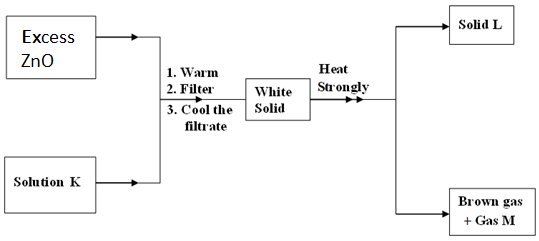 Excess
ZnO
Solution K
1. Warm
2. Filter
3. Cool the
filtrate
White
Solid
Heat
Strongly
Solid L
Brown gas
+ Gas M